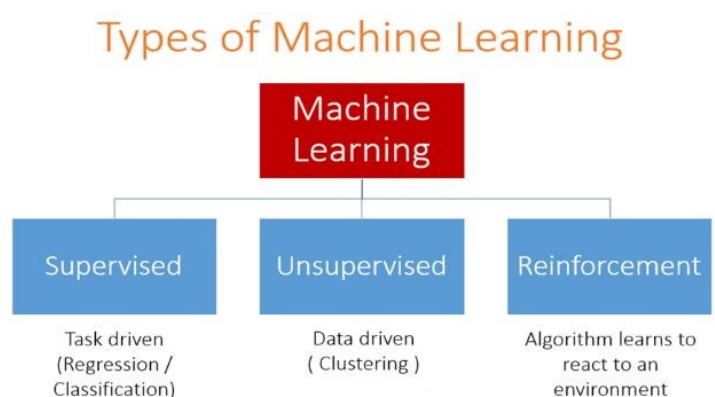 Types of Machine Learning
Machine
Learning
Supervised
Unsupervised
Reinforcement
Task driven
(Regression /
Classification)
Data driven
( Clustering )
Algorithm learns to
react to an
environment